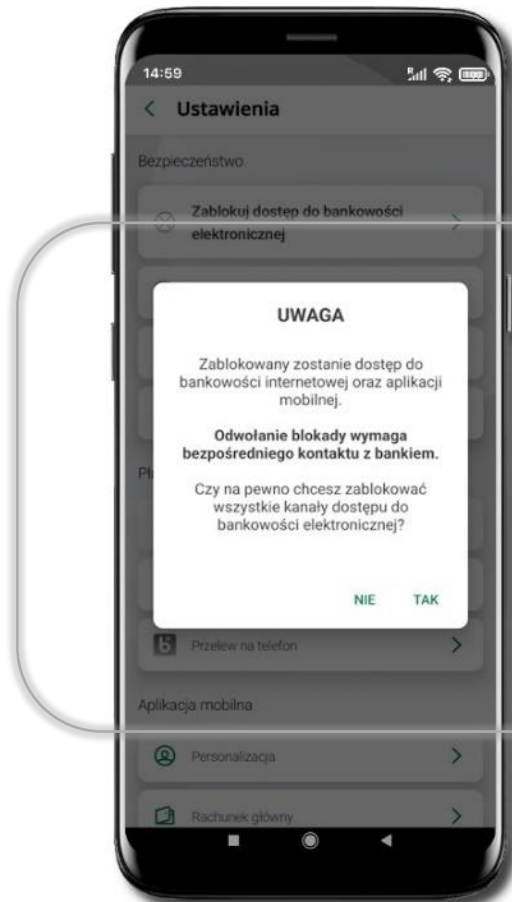 14:59
Ustawienia
Bezpieczeństwo
Zablokuj dostęp do bankowości
elektronicznej
UWAGA
Zablokowany zostanie dostęp do
bankowości internetowej oraz aplikacji
mobilnej.
Odwołanie blokady wymaga
bezpośredniego kontaktu z bankiem.
Czy na pewno chcesz zablokować
wszystkie kanały dostępu do
bankowości elektronicznej?
NIE TAK
Przelew na telefon
Aplikacja mobilna
Personalizacja
Rachunek główny